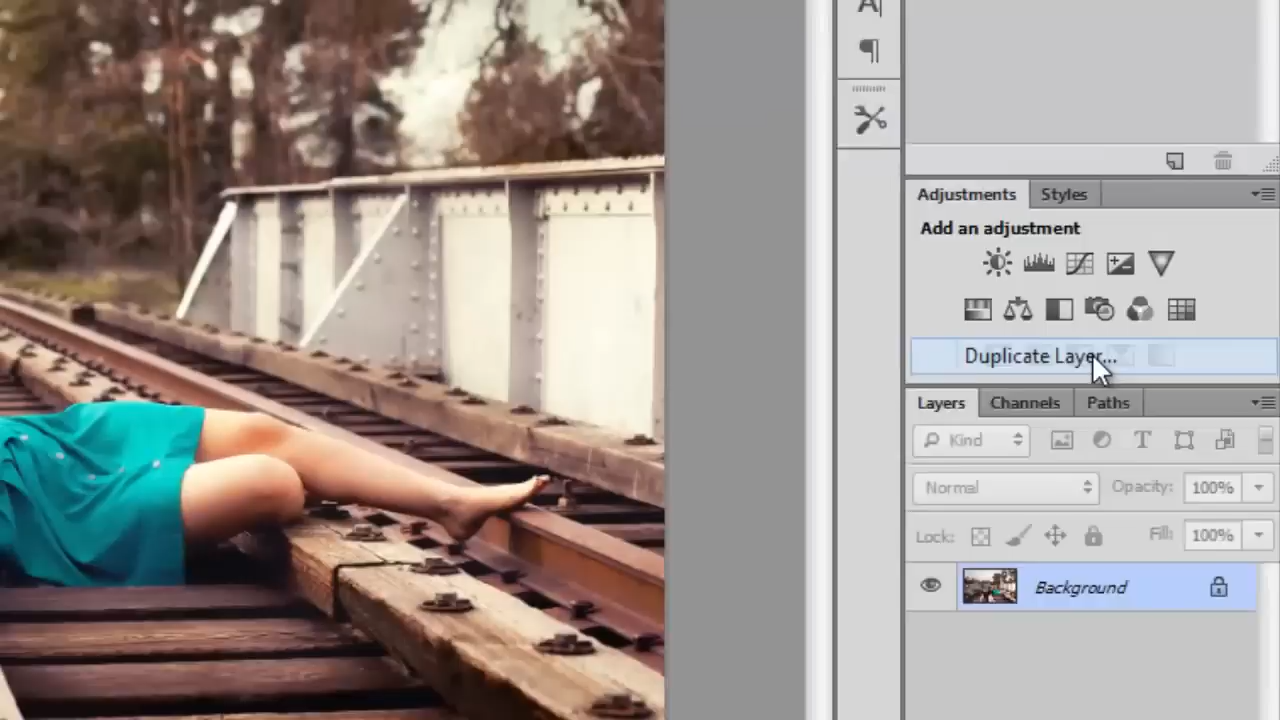 A|
¶
Adjustments Styles
Add an adjustment
Duplicate Layer...
Layers Channels Paths
Kind T
Normal Opacity: 100%
Lock: Fill: 100%
Background